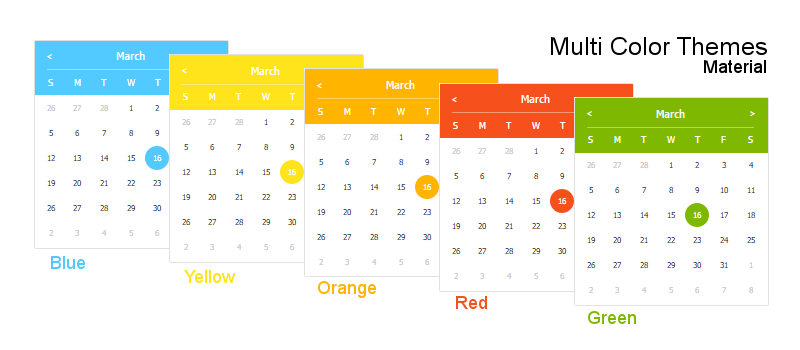 Multi Color Themes
Material
< March
S M T W T
26 27 28 1 2
5 6 7 8 9
12 13 14 15 16
19 20 21 22 23
26 27 28 29 30
2 3 4 5 6
Blue
< March
S M T W T
26 27 28 1 2
5 6 7 8 9
12 13 14 15 16
19 20 21 22 23
26 27 28 29 30
2 3 4 5 6
Yellow
< March
S M T W T
26 27 28 1 2
5 6 7 8 9
12 13 14 15 16
19 20 21 22 23
26 27 28 29 30
2 3 4 5 6
Orange
< March
S M T W T
26 27 28 1 2
5 6 7 8 9
12 13 14 15 16
19 20 21 22 23
26 27 28 29 30
2 3 4 5 6
Red
< March >
S M T W T F S
26 27 28 1 2 3 4
5 6 7 8 9 10 11
12 13 14 15 16 17 18
19 20 21 22 23 24 25
26 27 28 29 30 31 1
2 3 4 5 6 7 8
Green